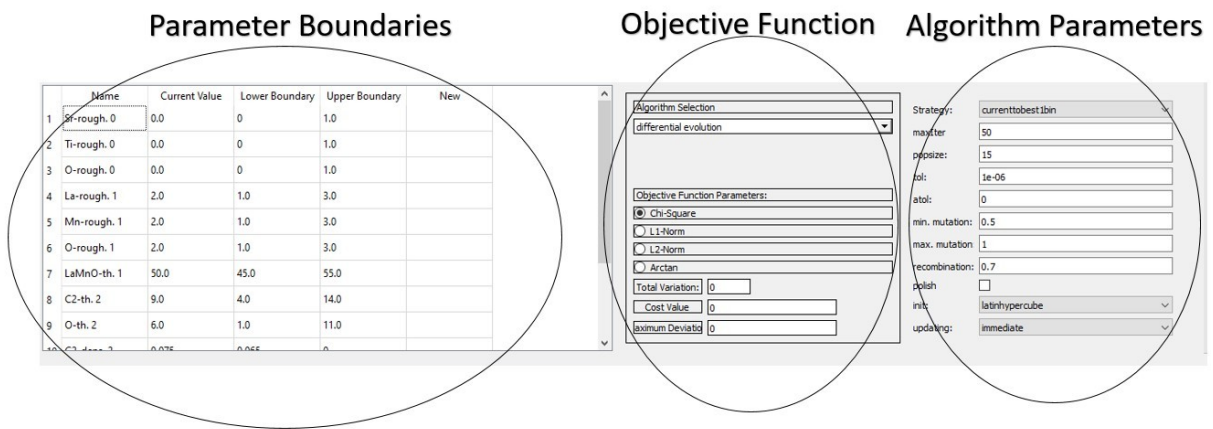 Parameter Boundaries
Objective Function
Algorithm Parameters
Name Current Value Lower Boundary Upper Boundary New
1 Sr-rough. 0 0.0 0 1.0
2 Ti-rough. 0 0.0 0 1.0
3 O-rough. 0 0.0 0 1.0
4 La-rough. 1 2.0 1.0 3.0
5 Mn-rough. 1 2.0 1.0 3.0
6 O-rough. 1 2.0 1.0 3.0
7 LaMnO-th. 1 50.0 45.0 55.0
8 C2-th. 2 9.0 4.0 14.0
9 O-th. 2 6.0 1.0 11.0
Algorithm Selection
differential evolution
Objective Function Parameters:
Chi-Square
L1-Norm
L2-Norm
Arctan
Total Variation: 0
Cost Value 0
aximum Deviatio 0
Strategy: currenttobest1bin
maxIter 50
popsize: 15
tol: 1e-06
atol: 0
min. mutation: 0.5
max. mutation 1
recombination: 0.7
polish
init: latinhypercube
updating: immediate